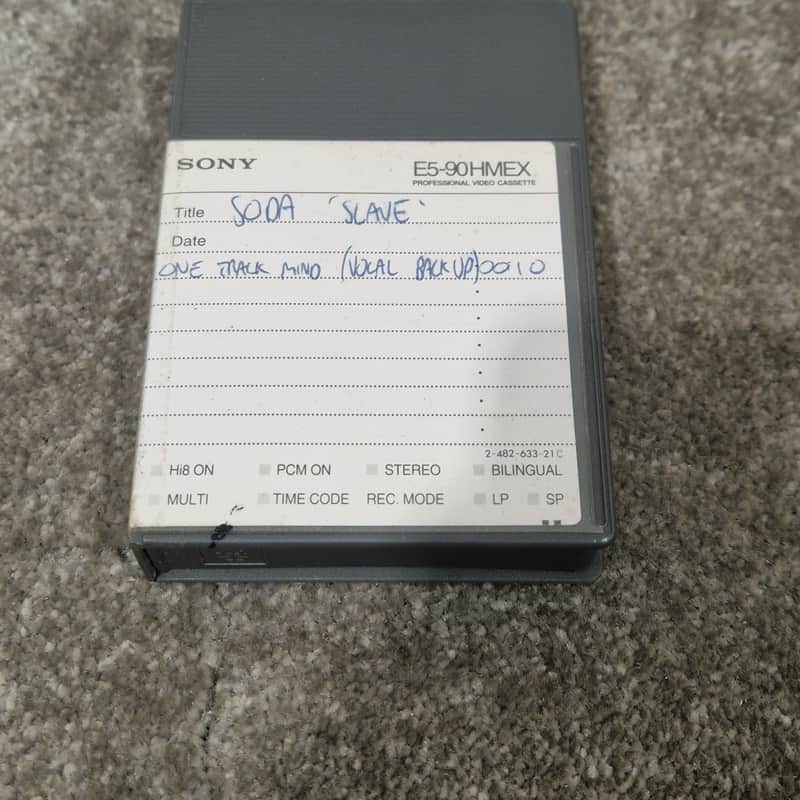 SONY E5-90HMEX
PROFESSIONAL VIDEO CASSETTE
Title SODA 'SLAVE'
Date
ONE TRACK MIND (VOCAL BACK UP) 0010
2-482-633-21 C
Hi8 ON PCM ON STEREO BILINGUAL
MULTI TIME CODE REC. MODE LP SP